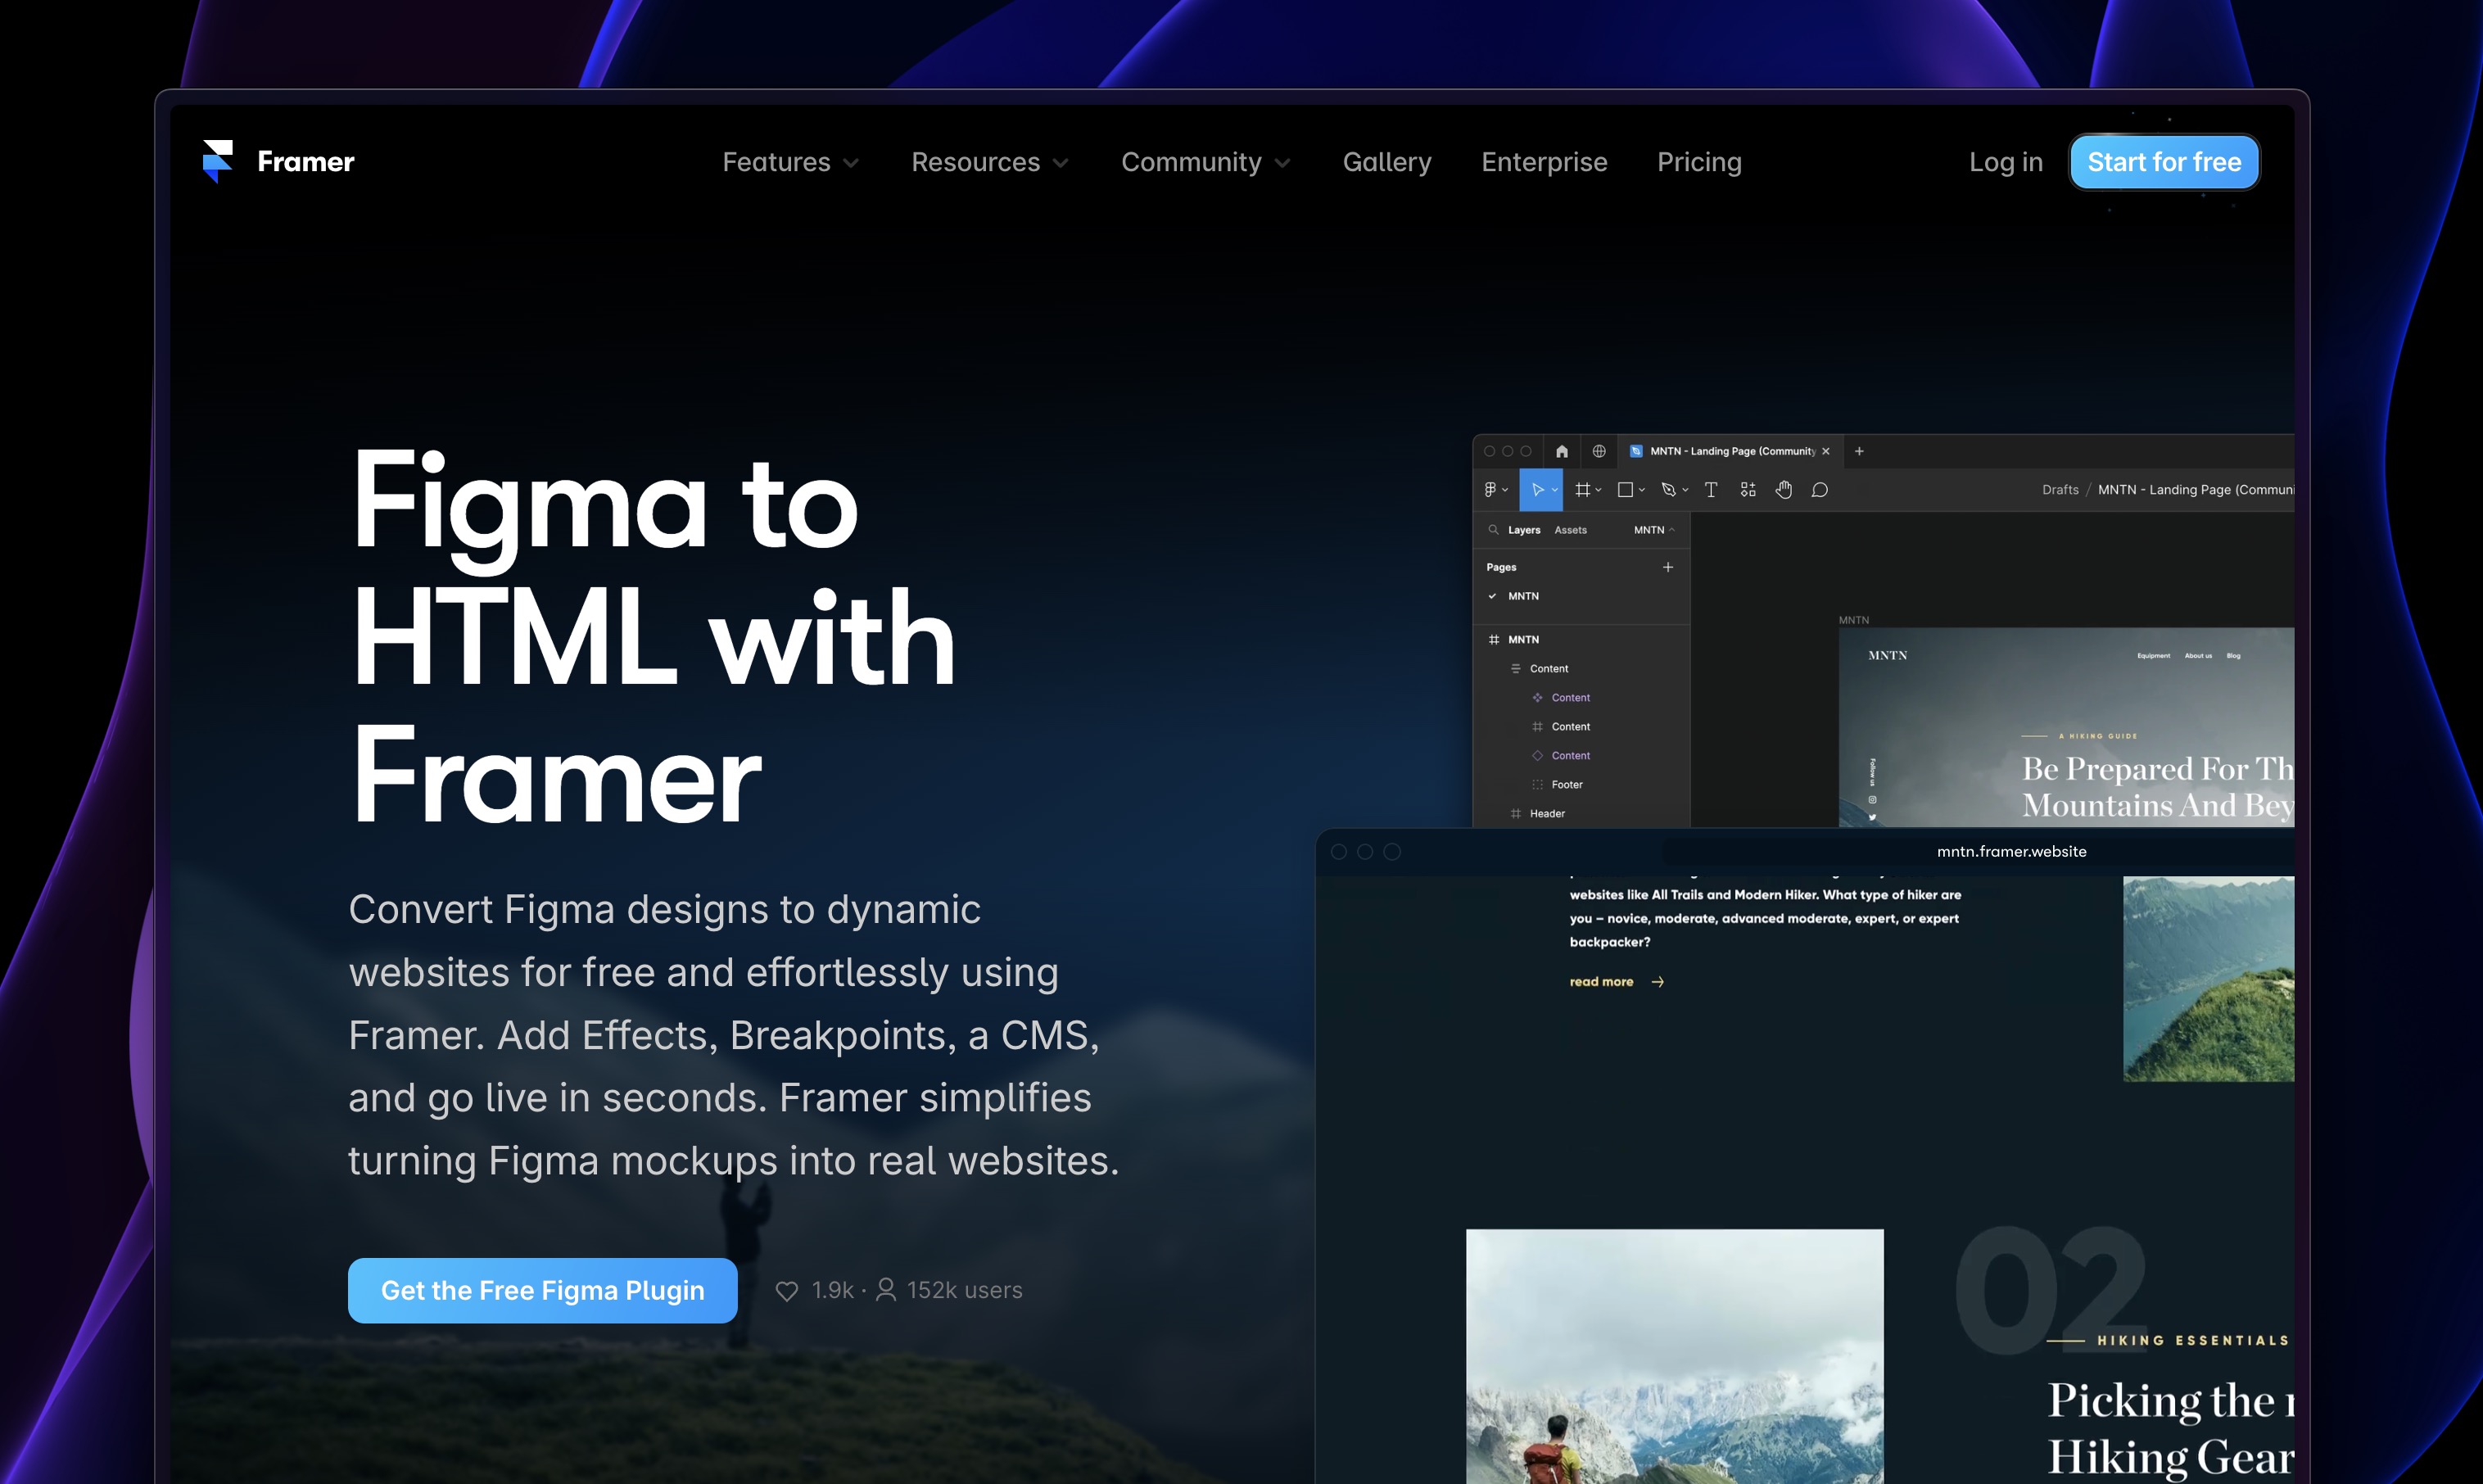 Framer
Features
Resources
Community
Gallery
Enterprise
Pricing
Log in
Start for free
Figma to
HTML with
Framer
Convert Figma designs to dynamic
websites for free and effortlessly using
Framer. Add Effects, Breakpoints, a CMS,
and go live in seconds. Framer simplifies
turning Figma mockups into real websites.
Get the Free Figma Plugin
1.9k · 152k users
MNTN - Landing Page (Community
Drafts / MNTN - Landing Page (Communi
Layers Assets MNTN
Pages
MNTN
MNTN
Content
Content
Content
Content
Footer
Header
MNTN
MNTN
Equipment About us Blog
A HIKING GUIDE
Be Prepared For Th
Mountains And Bey
Follow us
mntn.framer.website
websites like All Trails and Modern Hiker. What type of hiker are
you – novice, moderate, advanced moderate, expert, or expert
backpacker?
read more
02
HIKING ESSENTIALS
Picking the r
Hiking Gear